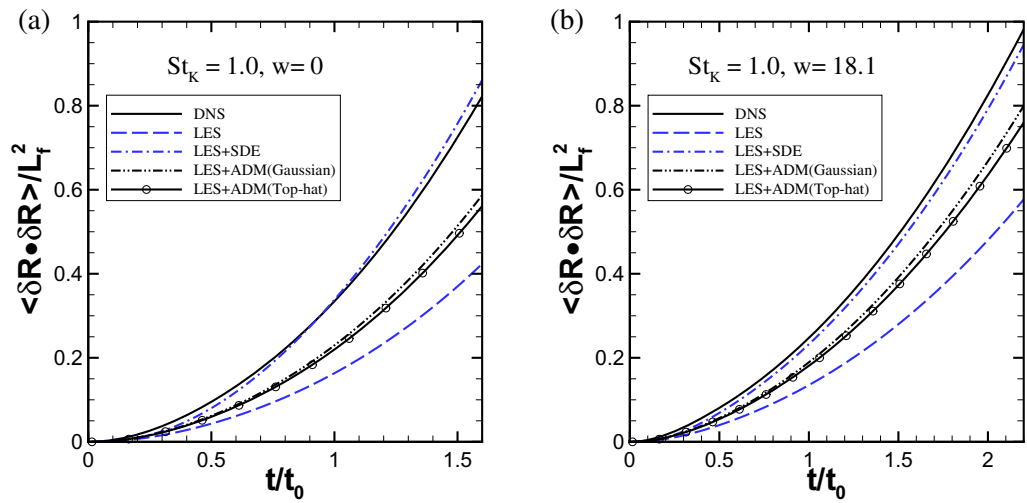 (a)
<δR•δR>/L_f^2
1
0.8
0.6
0.4
0.2
0
St_K = 1.0, w= 0
DNS
LES
LES+SDE
LES+ADM(Gaussian)
LES+ADM(Top-hat)
0 0.5 1 1.5
t/t_0
(b)
<δR•δR>/L_f^2
1
0.8
0.6
0.4
0.2
0
St_K = 1.0, w= 18.1
DNS
LES
LES+SDE
LES+ADM(Gaussian)
LES+ADM(Top-hat)
0 0.5 1 1.5 2
t/t_0